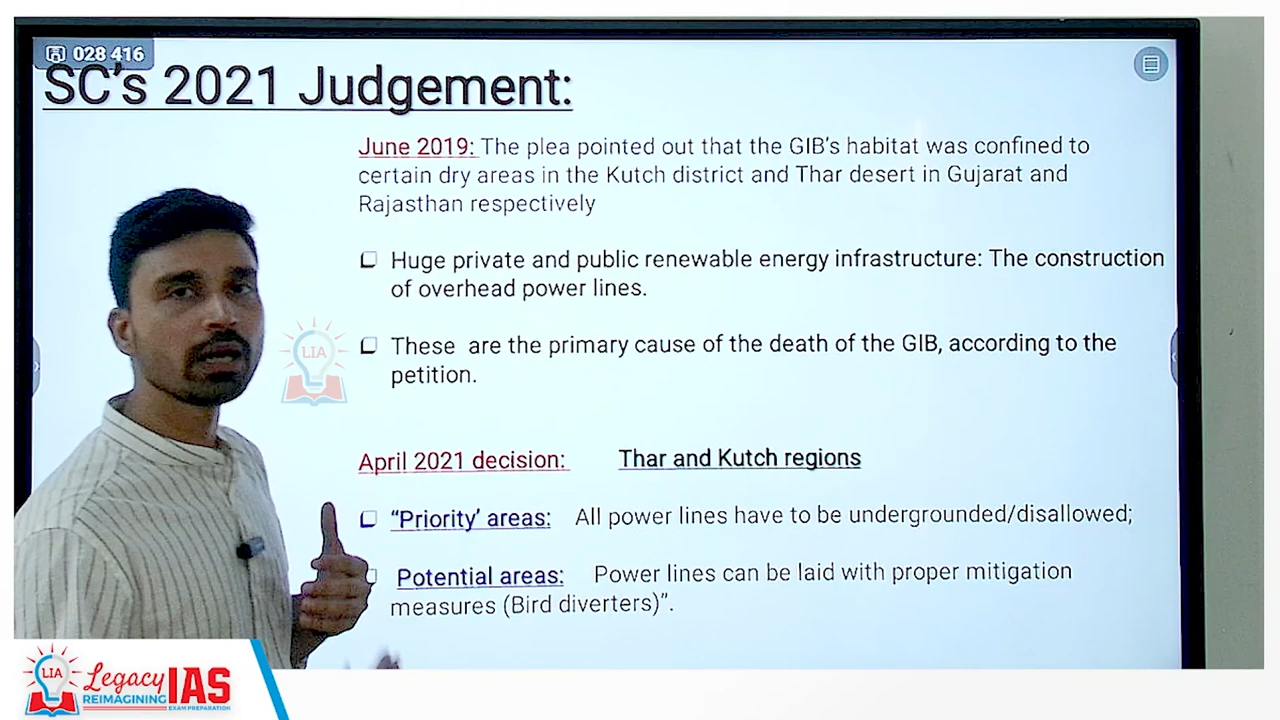 028 416
SC's 2021 Judgement:
June 2019: The plea pointed out that the GIB's habitat was confined to
certain dry areas in the Kutch district and Thar desert in Gujarat and
Rajasthan respectively
Huge private and public renewable energy infrastructure: The construction
of overhead power lines.
These are the primary cause of the death of the GIB, according to the
petition.
LIA
April 2021 decision: Thar and Kutch regions
“Priority’ areas: All power lines have to be undergrounded/disallowed;
Potential areas: Power lines can be laid with proper mitigation
measures (Bird diverters)”.
LIA
Legacy IAS
REIMAGINING
EXAM PREPARATION